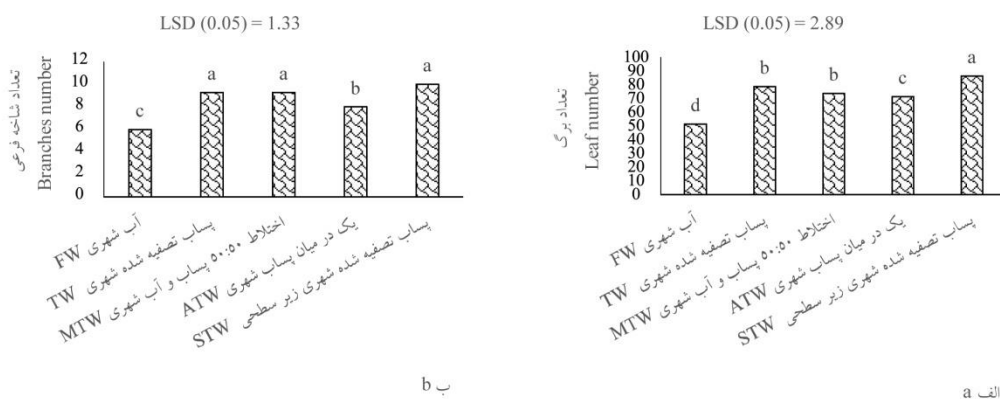 LSD (0.05) = 1.33
تعداد شاخه فرعی
Branches number
12
10
8
6
4
2
0
c
a
a
b
a
آب شهری FW
پساب تصفیه شده شهری TW
اختلاط ۵۰:۵۰ پساب و آب شهری MTW
یک در میان پساب شهری ATW
پساب تصفیه شده شهری زیر سطحی STW
ب b
LSD (0.05) = 2.89
تعداد برگ
Leaf number
100
90
80
70
60
50
40
30
20
10
0
d
b
b
c
a
آب شهری FW
پساب تصفیه شده شهری TW
اختلاط ۵۰:۵۰ پساب و آب شهری MTW
یک در میان پساب شهری ATW
پساب تصفیه شده شهری زیر سطحی STW
الف a